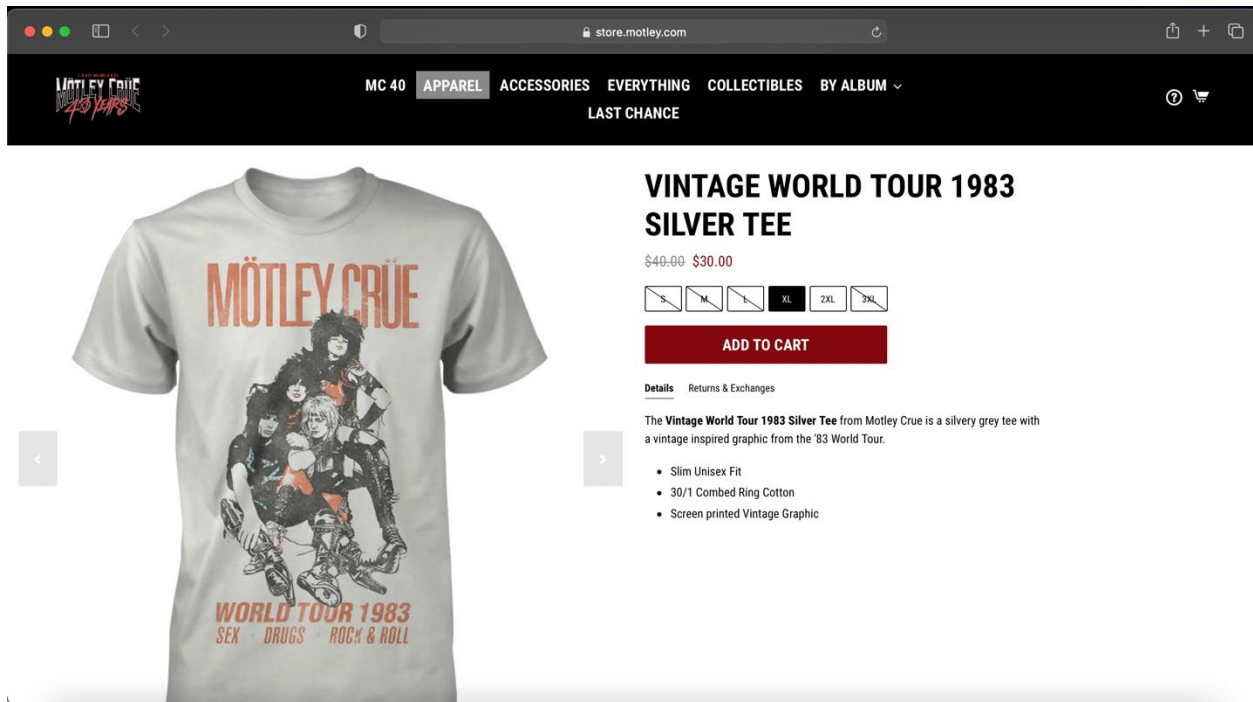 store.motley.com
MÖTLEY CRÜE
40 YEARS
MC 40 APPAREL ACCESSORIES EVERYTHING COLLECTIBLES BY ALBUM
LAST CHANCE
VINTAGE WORLD TOUR 1983
SILVER TEE
$40.00 $30.00
S M L XL 2XL 3XL
ADD TO CART
Details Returns & Exchanges
The Vintage World Tour 1983 Silver Tee from Motley Crue is a silvery grey tee with
a vintage inspired graphic from the '83 World Tour.
Slim Unisex Fit
30/1 Combed Ring Cotton
Screen printed Vintage Graphic
MÖTLEY CRÜE
WORLD TOUR 1983
SEX · DRUGS · ROCK & ROLL